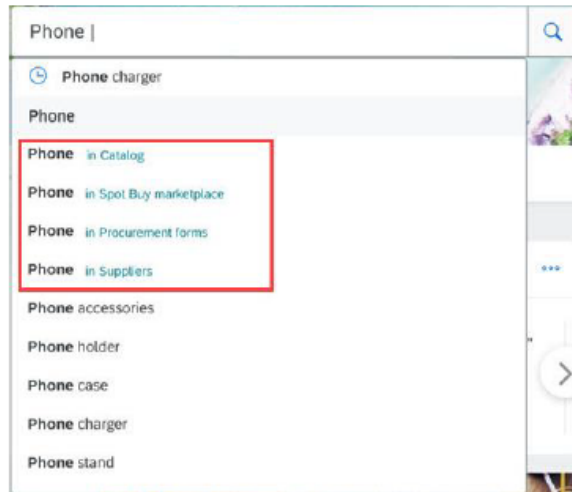 Phone
Phone charger
Phone
Phone in Catalog
Phone in Spot Buy marketplace
Phone in Procurement forms
Phone in Suppliers
Phone accessories
Phone holder
Phone case
Phone charger
Phone stand